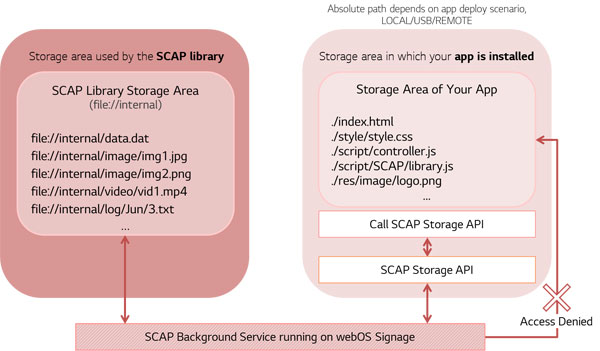 Absolute path depends on app deploy scenario,
LOCAL/USB/REMOTE
Storage area used by the SCAP library
SCAP Library Storage Area
(file://internal)
file://internal/data.dat
file://internal/image/img1.jpg
file://internal/image/img2.png
file://internal/video/vid1.mp4
file://internal/log/Jun/3.txt
...
Storage area in which your app is installed
Storage Area of Your App
./index.html
./style/style.css
./script/controller.js
./script/SCAP/library.js
./res/image/logo.png
...
Call SCAP Storage API
SCAP Storage API
Access Denied
SCAP Background Service running on webOS Signage